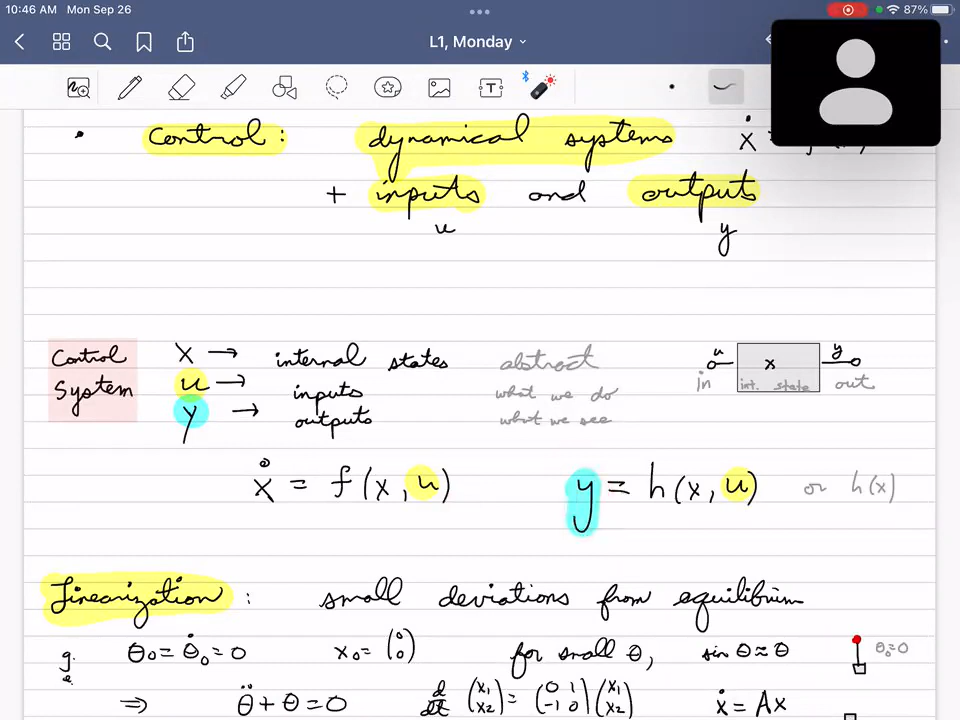 10:46 AM Mon Sep 26
87%
L1, Monday
• Control: dynamical systems ẋ =
+ inputs and outputs
u y
Control System
x → internal states abstract
u → inputs what we do
y → outputs what we see
u x y
in int. state out
ẋ = f(x, u) y = h(x, u) or h(x)
Linearization: small deviations from equilibrium
e.g. θ₀ = θ̇₀ = 0 x₀ = (0 0) for small θ, sin θ ≈ θ θ₀=0
⇒ θ̈ + θ = 0 d/dt (x₁ x₂) = (0 1 -1 0)(x₁ x₂) ẋ = Ax